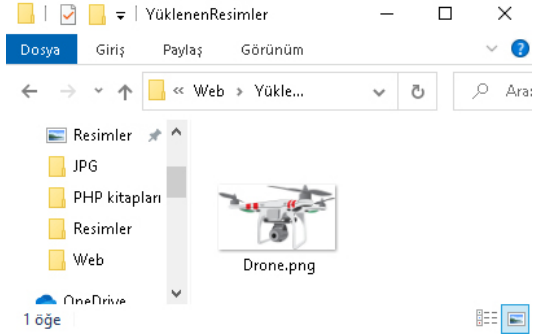 YüklenenResimler
Dosya Giriş Paylaş Görünüm
« Web > Yükle... Ara:
Resimler
JPG
PHP kitapları
Resimler
Web
OneDrive
Drone.png
1 öğe